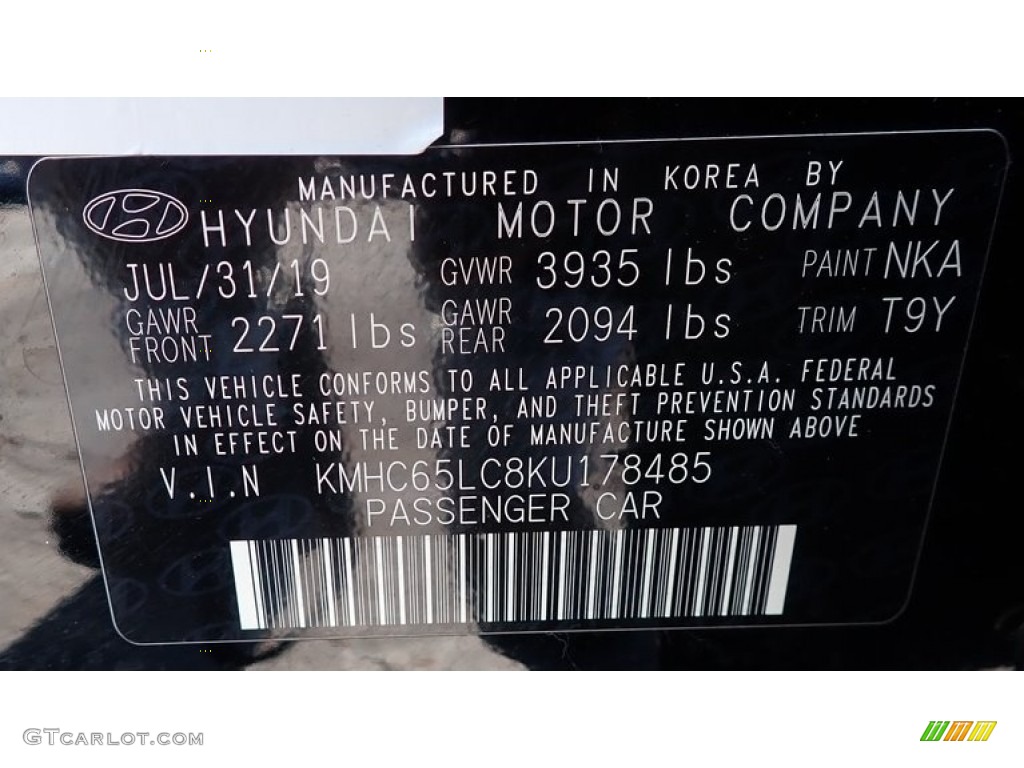 MANUFACTURED IN KOREA BY
HYUNDAI MOTOR COMPANY
JUL/31/19 GVWR 3935 lbs PAINT NKA
GAWR FRONT 2271 lbs GAWR REAR 2094 lbs TRIM T9Y
THIS VEHICLE CONFORMS TO ALL APPLICABLE U.S.A. FEDERAL
MOTOR VEHICLE SAFETY, BUMPER, AND THEFT PREVENTION STANDARDS
IN EFFECT ON THE DATE OF MANUFACTURE SHOWN ABOVE
V.I.N KMHC65LC8KU178485
PASSENGER CAR
GTCARLOT.COM